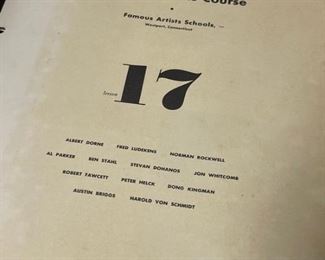 Course
Famous Artists Schools,
Westport, Connecticut
lesson 17
ALBERT DORNE FRED LUDEKENS NORMAN ROCKWELL
AL PARKER BEN STAHL STEVAN DOHANOS JON WHITCOMB
ROBERT FAWCETT PETER HELCK DONG KINGMAN
AUSTIN BRIGGS HAROLD VON SCHMIDT